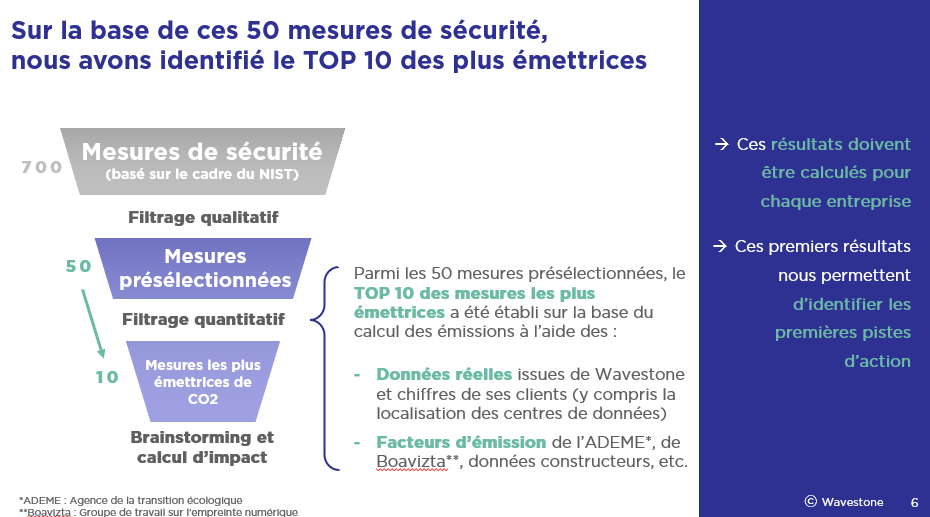 Sur la base de ces 50 mesures de sécurité,
nous avons identifié le TOP 10 des plus émettrices
700
Mesures de sécurité
(basé sur le cadre du NIST)
Filtrage qualitatif
50
Mesures
présélectionnées
Filtrage quantitatif
10
Mesures les plus
émettrices de
CO2
Brainstorming et
calcul d'impact
Parmi les 50 mesures présélectionnées, le
TOP 10 des mesures les plus
émettrices a été établi sur la base du
calcul des émissions à l'aide des :
- Données réelles issues de Wavestone
et chiffres de ses clients (y compris la
localisation des centres de données)
- Facteurs d'émission de l'ADEME*, de
Boavizta**, données constructeurs, etc.
→ Ces résultats doivent
être calculés pour
chaque entreprise
→ Ces premiers résultats
nous permettent
d'identifier les
premières pistes
d'action
*ADEME : Agence de la transition écologique
**Boavizta : Groupe de travail sur l'empreinte numérique
© Wavestone 6